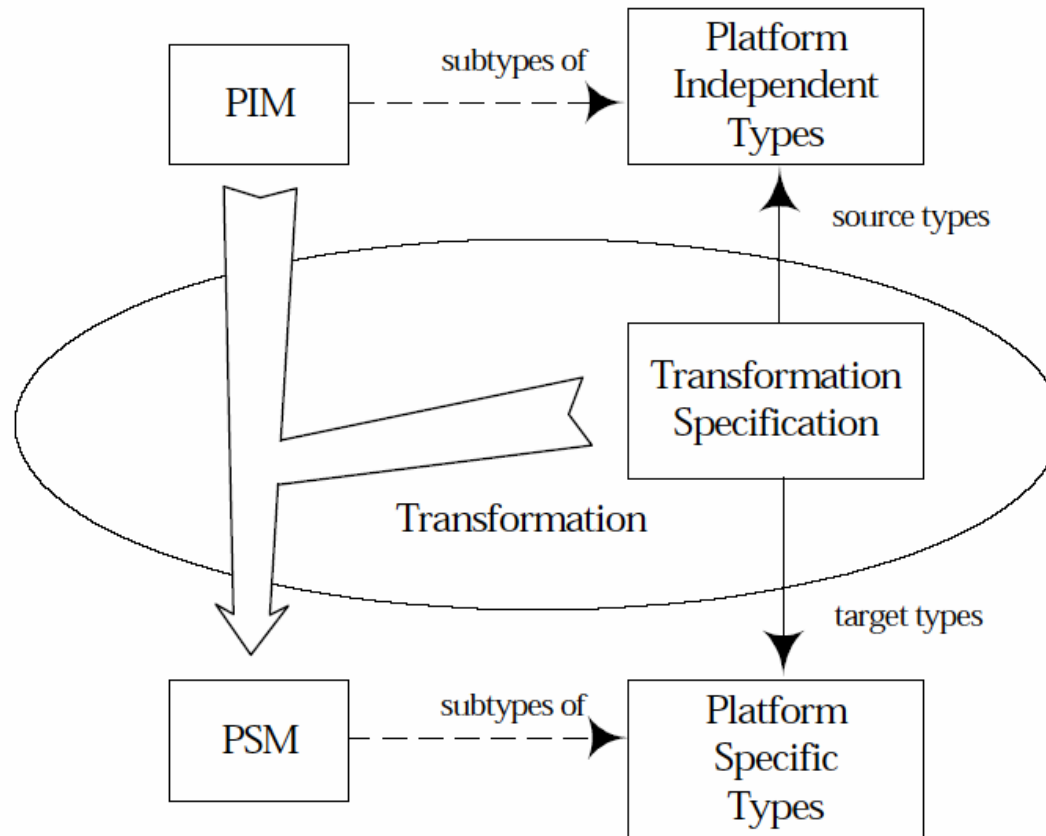 PIM
subtypes of
Platform
Independent
Types
source types
Transformation
Specification
Transformation
target types
PSM
subtypes of
Platform
Specific
Types